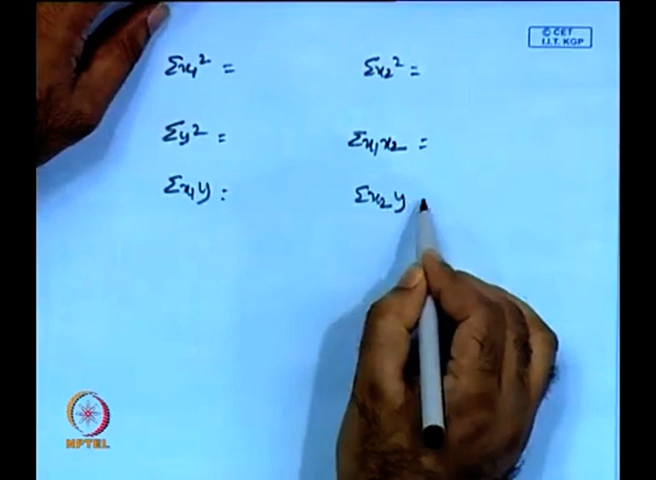 © CET
I.I.T. KGP
Σx₁² = Σx₂² =
Σy² = Σx₁x₂ =
Σx₁y = Σx₂y
NPTEL